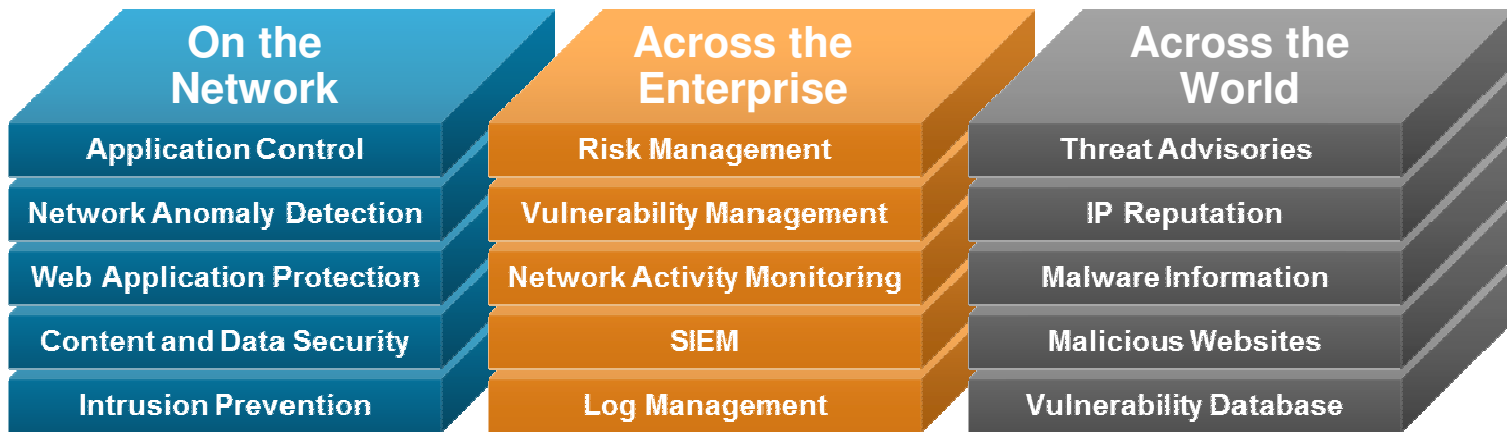 On the
Network
Application Control
Network Anomaly Detection
Web Application Protection
Content and Data Security
Intrusion Prevention
Across the
Enterprise
Risk Management
Vulnerability Management
Network Activity Monitoring
SIEM
Log Management
Across the
World
Threat Advisories
IP Reputation
Malware Information
Malicious Websites
Vulnerability Database